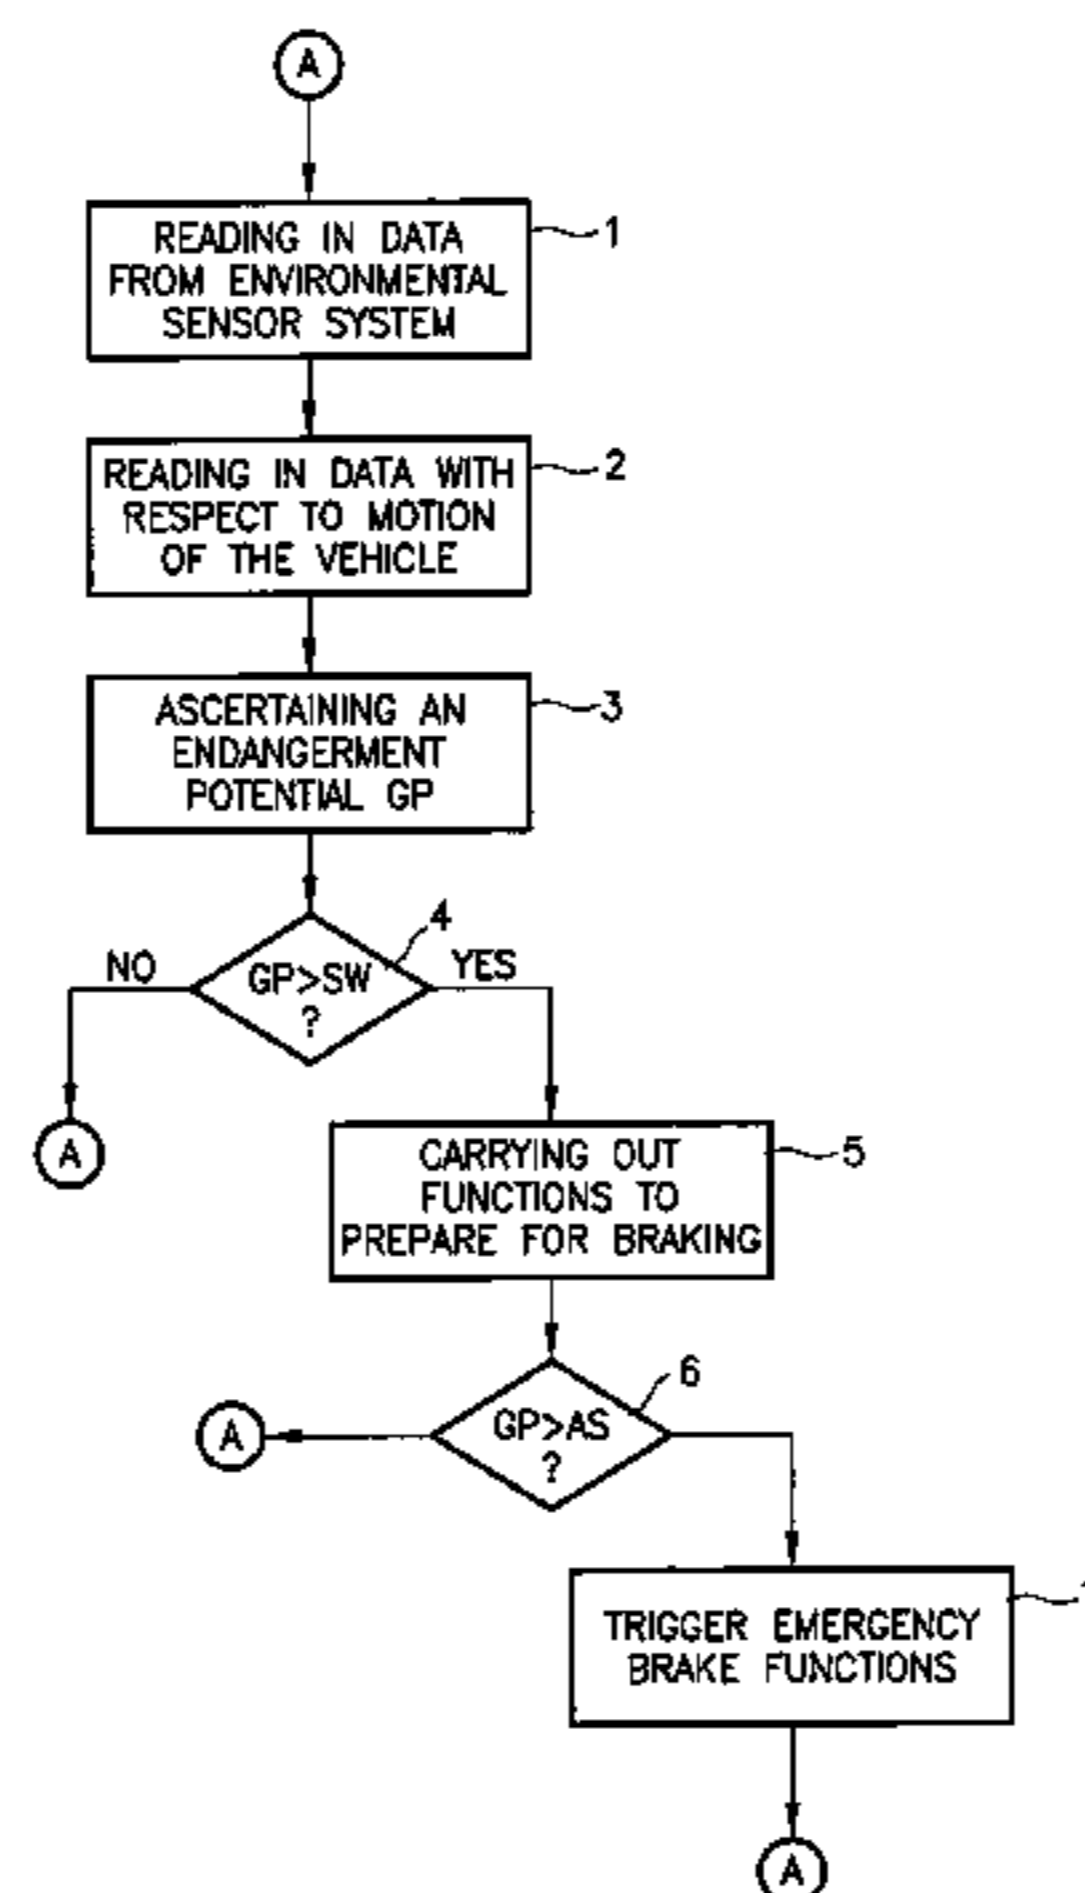 A
READING IN DATA
FROM ENVIRONMENTAL
SENSOR SYSTEM
1
READING IN DATA WITH
RESPECT TO MOTION
OF THE VEHICLE
2
ASCERTAINING AN
ENDANGERMENT
POTENTIAL GP
3
4
NO
GP>SW
?
YES
A
CARRYING OUT
FUNCTIONS TO
PREPARE FOR BRAKING
5
6
A
GP>AS
?
TRIGGER EMERGENCY
BRAKE FUNCTIONS
A